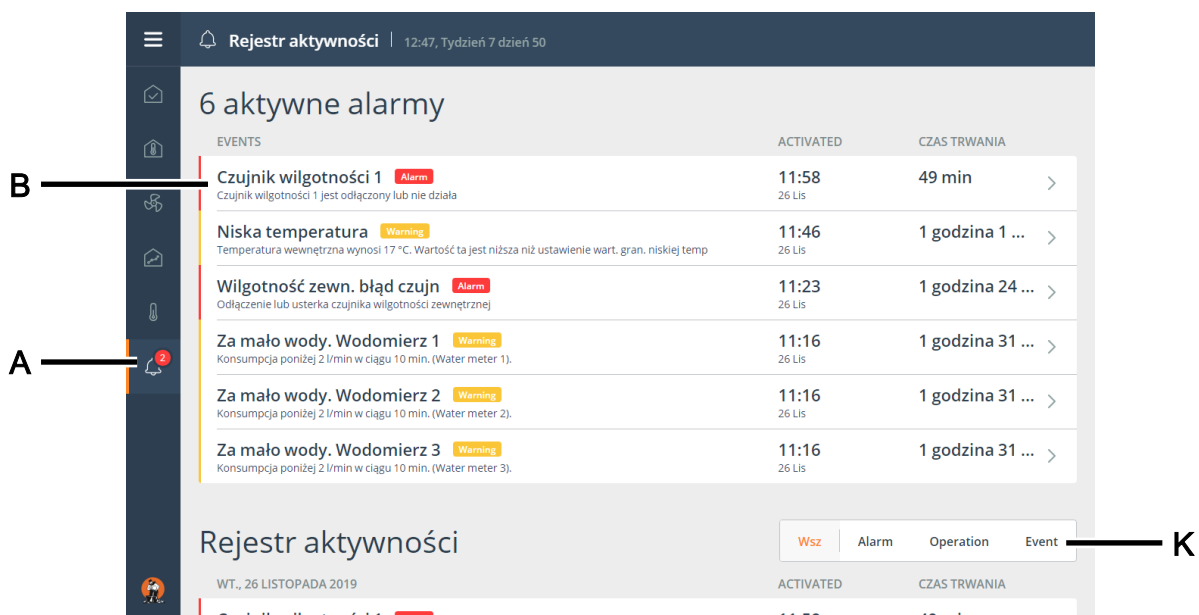 Rejestr aktywności 12:47, Tydzień 7 dzień 50
6 aktywne alarmy
EVENTS ACTIVATED CZAS TRWANIA
B
Czujnik wilgotności 1 Alarm 11:58 49 min
Czujnik wilgotności 1 jest odłączony lub nie działa 26 Lis
Niska temperatura Warning 11:46 1 godzina 1 ...
Temperatura wewnętrzna wynosi 17 °C. Wartość ta jest niższa niż ustawienie wart. gran. niskiej temp 26 Lis
Wilgotność zewn. błąd czujn Alarm 11:23 1 godzina 24 ...
Odłączenie lub usterka czujnika wilgotności zewnętrznej 26 Lis
Za mało wody. Wodomierz 1 Warning 11:16 1 godzina 31 ...
A 2
Konsumpcja poniżej 2 l/min w ciągu 10 min. (Water meter 1). 26 Lis
Za mało wody. Wodomierz 2 Warning 11:16 1 godzina 31 ...
Konsumpcja poniżej 2 l/min w ciągu 10 min. (Water meter 2). 26 Lis
Za mało wody. Wodomierz 3 Warning 11:16 1 godzina 31 ...
Konsumpcja poniżej 2 l/min w ciągu 10 min. (Water meter 3). 26 Lis
Rejestr aktywności Wsz Alarm Operation Event K
WT., 26 LISTOPADA 2019 ACTIVATED CZAS TRWANIA